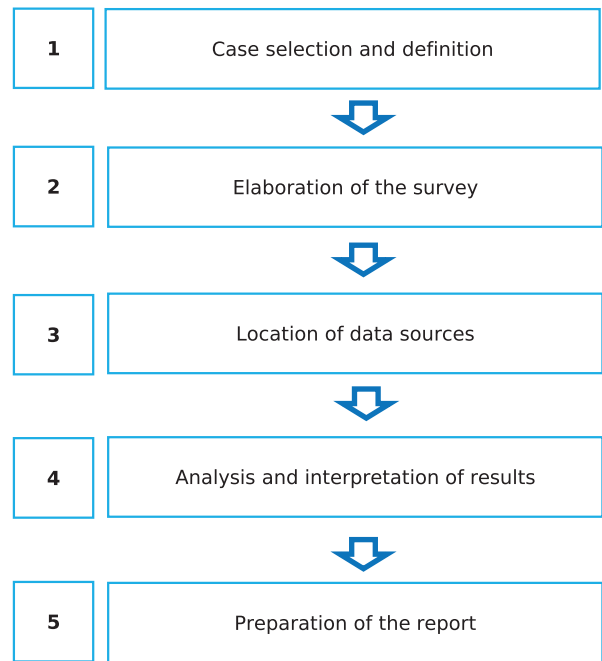 1
Case selection and definition
2
Elaboration of the survey
3
Location of data sources
4
Analysis and interpretation of results
5
Preparation of the report